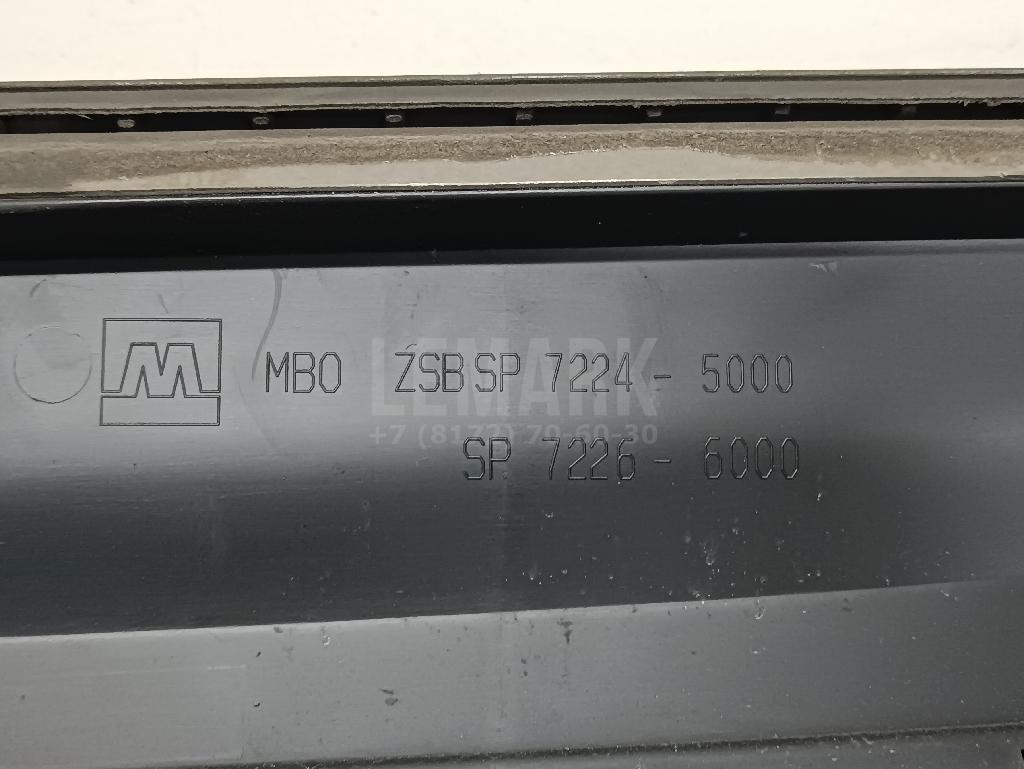 M MBO ZSB SP 7224 - 5000
SP 7226 - 6000
LEMARK
+7 (8172) 70-60-30